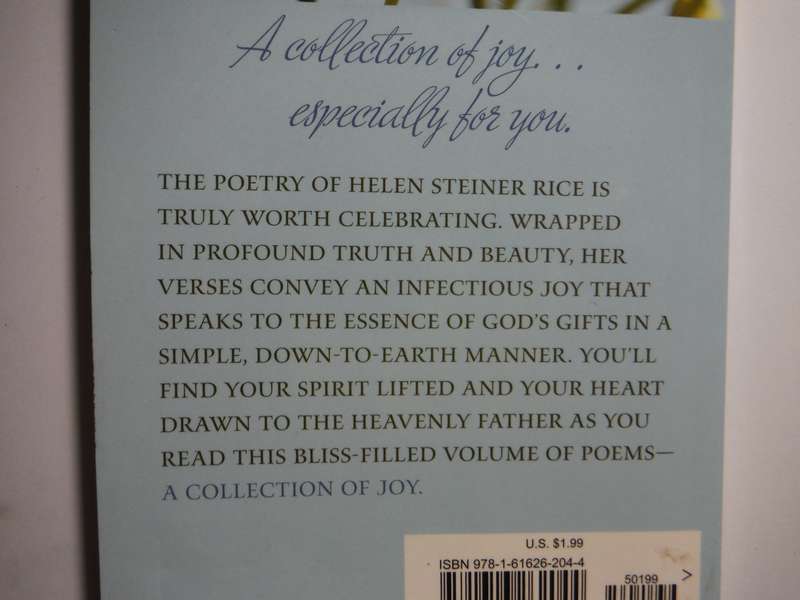 A collection of joy. . .
especially for you.
THE POETRY OF HELEN STEINER RICE IS
TRULY WORTH CELEBRATING. WRAPPED
IN PROFOUND TRUTH AND BEAUTY, HER
VERSES CONVEY AN INFECTIOUS JOY THAT
SPEAKS TO THE ESSENCE OF GOD'S GIFTS IN A
SIMPLE, DOWN-TO-EARTH MANNER. YOU'LL
FIND YOUR SPIRIT LIFTED AND YOUR HEART
DRAWN TO THE HEAVENLY FATHER AS YOU
READ THIS BLISS-FILLED VOLUME OF POEMS—
A COLLECTION OF JOY.
U.S. $1.99
ISBN 978-1-61626-204-4
50199 >